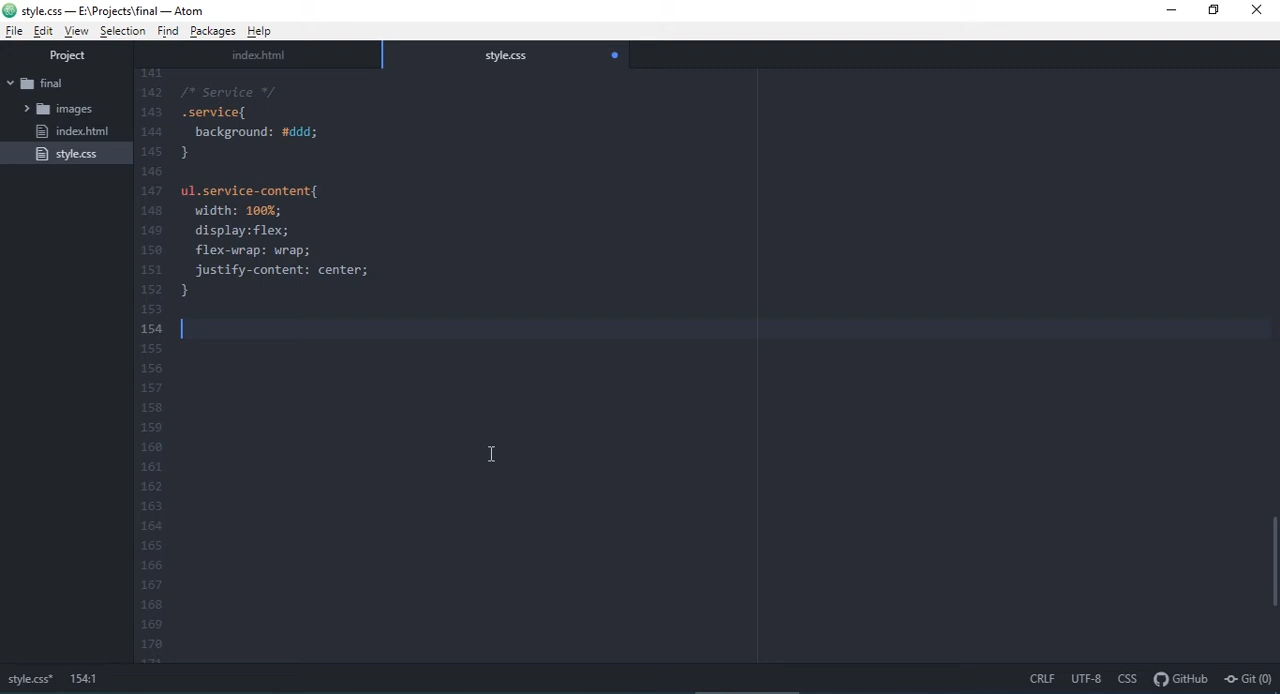 style.css — E:\Projects\final — Atom
File Edit View Selection Find Packages Help
Project
index.html
style.css
final
images
index.html
style.css
141
142 /* Service */
143 .service{
144 background: #ddd;
145 }
146
147 ul.service-content{
148 width: 100%;
149 display:flex;
150 flex-wrap: wrap;
151 justify-content: center;
152 }
153
154
155
156
157
158
159
160
161
162
163
164
165
166
167
168
169
170
171
style.css* 154:1 CRLF UTF-8 CSS GitHub Git (0)